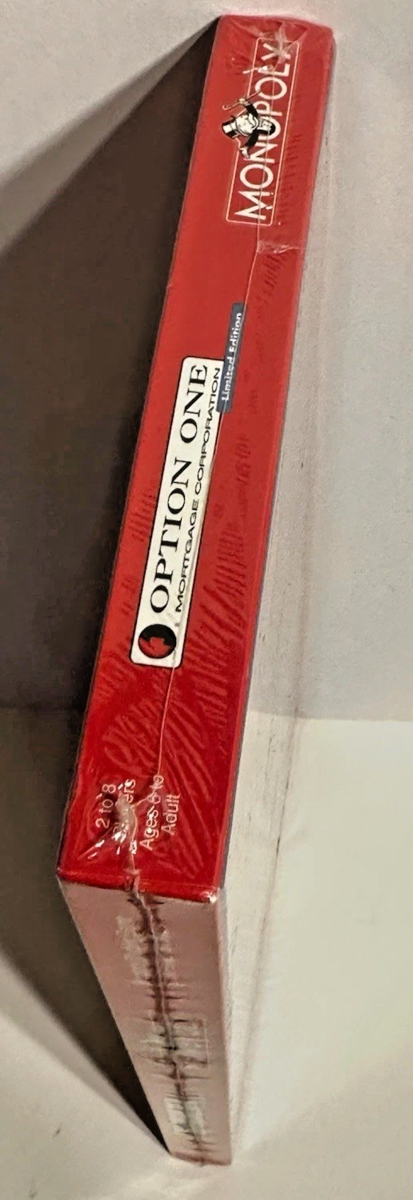 MONOPOLY
Limited Edition
OPTION ONE
MORTGAGE CORPORATION
2 to 8
Players
Ages 8 to
Adult